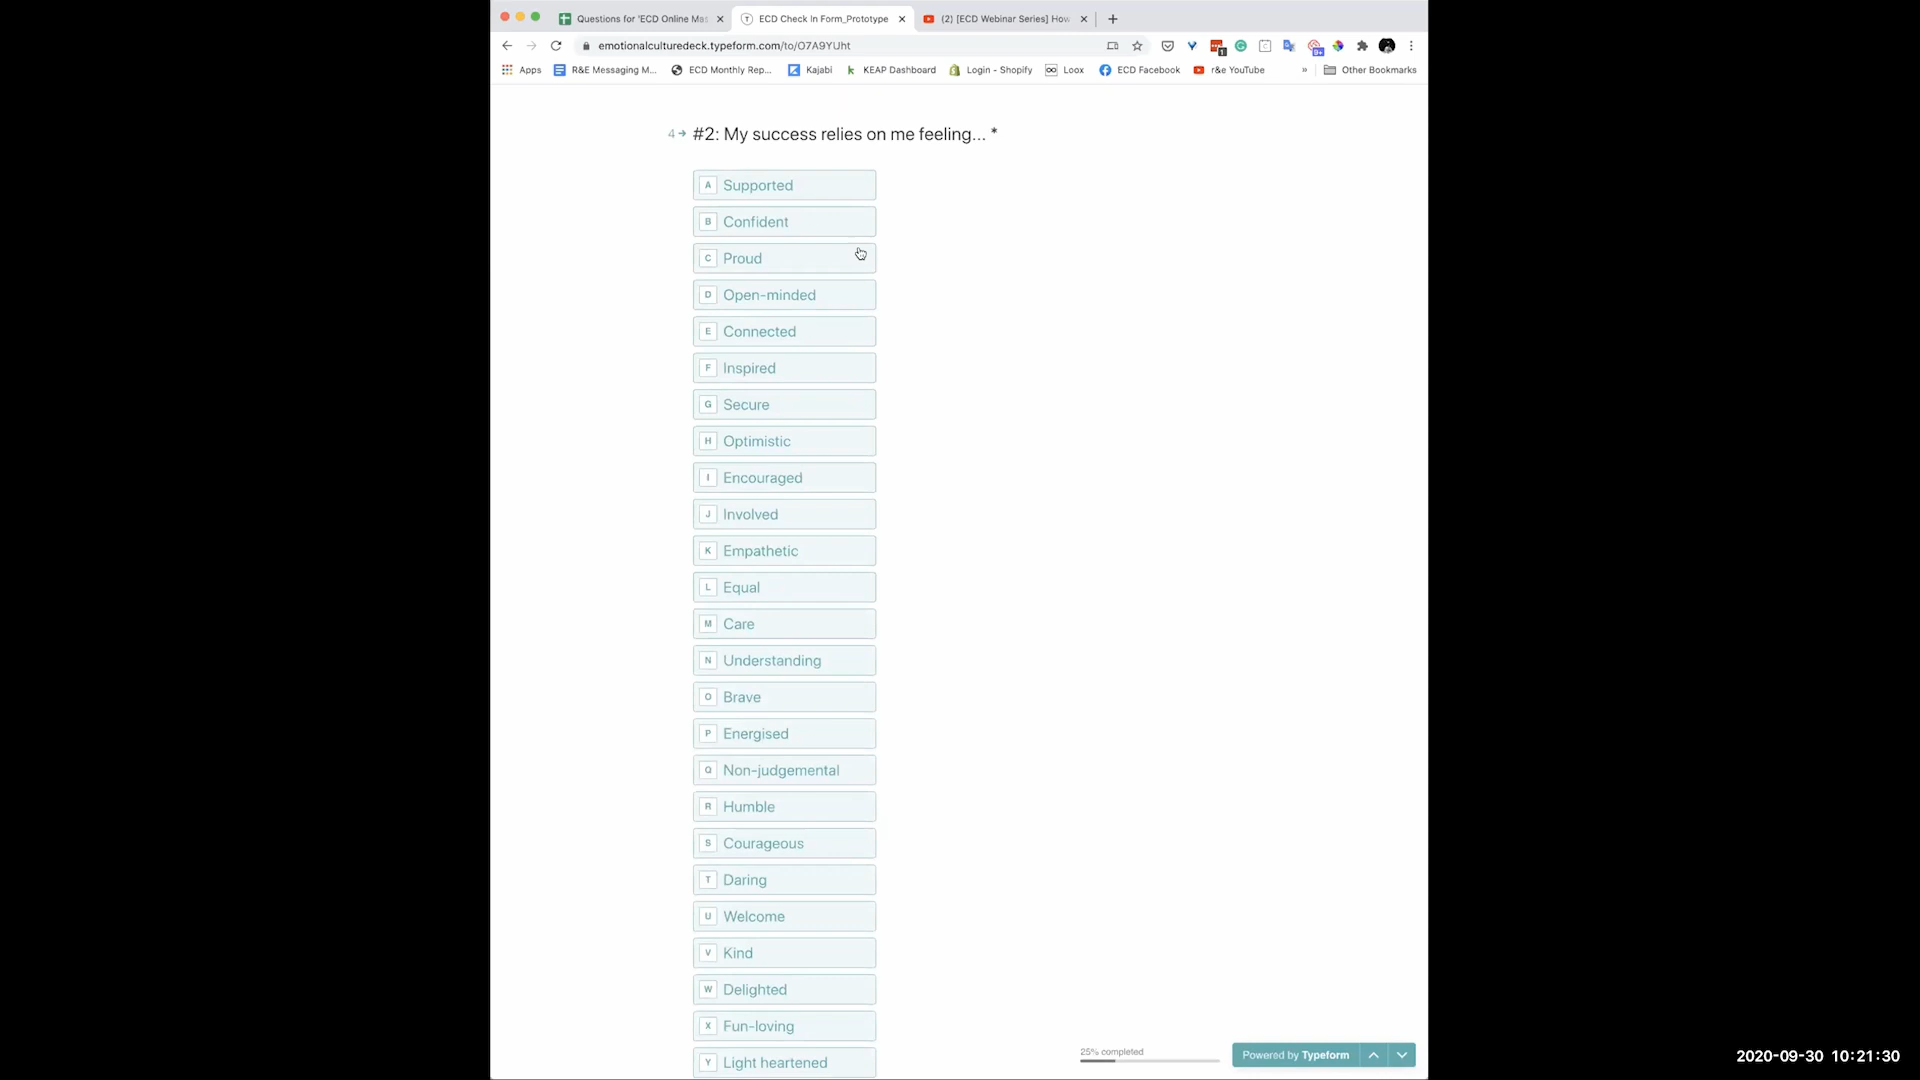 Questions for 'ECD Online Mas
ECD Check In Form_Prototype
(2) [ECD Webinar Series] How
emotionalculturedeck.typeform.com/to/O7A9YUht
Apps
R&E Messaging M...
ECD Monthly Rep...
Kajabi
KEAP Dashboard
Login - Shopify
Loox
ECD Facebook
r&e YouTube
»
Other Bookmarks
4 #2: My success relies on me feeling... *
A Supported
B Confident
C Proud
D Open-minded
E Connected
F Inspired
G Secure
H Optimistic
I Encouraged
J Involved
K Empathetic
L Equal
M Care
N Understanding
O Brave
P Energised
Q Non-judgemental
R Humble
S Courageous
T Daring
U Welcome
V Kind
W Delighted
X Fun-loving
Y Light heartened
25% completed
Powered by Typeform
2020-09-30 10:21:30